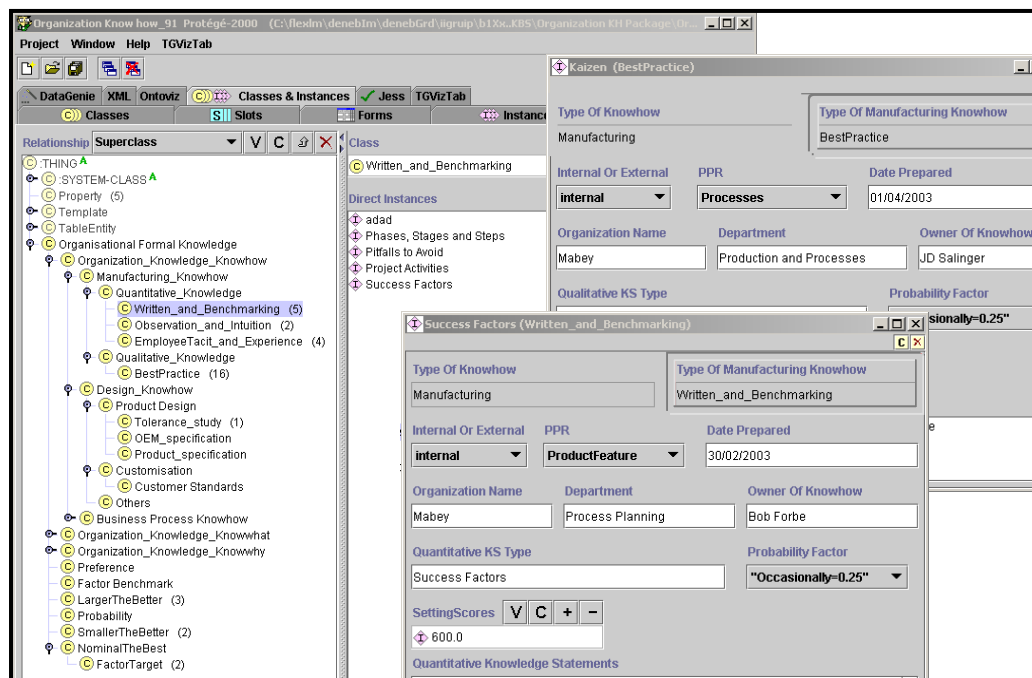 Organization Know how_91 Protégé-2000 (C:\flexlm\denebIm\denebGrd\iigruip\b1Xx..KBS\Organization KH Package\Or...
Project Window Help TGVizTab
DataGenie XML Ontoviz Classes & Instances Jess TGVizTab
Classes Slots Forms Instance
Relationship Superclass V C
:THING A
:SYSTEM-CLASS A
Property (5)
Template
TableEntity
Organisational Formal Knowledge
Organization_Knowledge_Knowhow
Manufacturing_Knowhow
Quantitative_Knowledge
Written_and_Benchmarking (5)
Observation_and_Intuition (2)
EmployeeTacit_and_Experience (4)
Qualitative_Knowledge
BestPractice (16)
Design_Knowhow
Product Design
Tolerance_study (1)
OEM_specification
Product_specification
Customisation
Customer Standards
Others
Business Process Knowhow
Organization_Knowledge_Knowwhat
Organization_Knowledge_Knowwhy
Preference
Factor Benchmark
LargerTheBetter (3)
Probability
SmallerTheBetter (2)
NominalTheBest
FactorTarget (2)
Class
Written_and_Benchmarking
Direct Instances
adad
Phases, Stages and Steps
Pitfalls to Avoid
Project Activities
Success Factors
Kaizen (BestPractice)
Type Of Knowhow Type Of Manufacturing Knowhow
Manufacturing BestPractice
Internal Or External PPR Date Prepared
internal Processes 01/04/2003
Organization Name Department Owner Of Knowhow
Mabey Production and Processes JD Salinger
Qualitative KS Type Probability Factor
sionally=0.25"
e
Success Factors (Written_and_Benchmarking)
C
Type Of Knowhow Type Of Manufacturing Knowhow
Manufacturing Written_and_Benchmarking
Internal Or External PPR Date Prepared
internal ProductFeature 30/02/2003
Organization Name Department Owner Of Knowhow
Mabey Process Planning Bob Forbe
Quantitative KS Type Probability Factor
Success Factors "Occasionally=0.25"
SettingScores V C + −
600.0
Quantitative Knowledge Statements